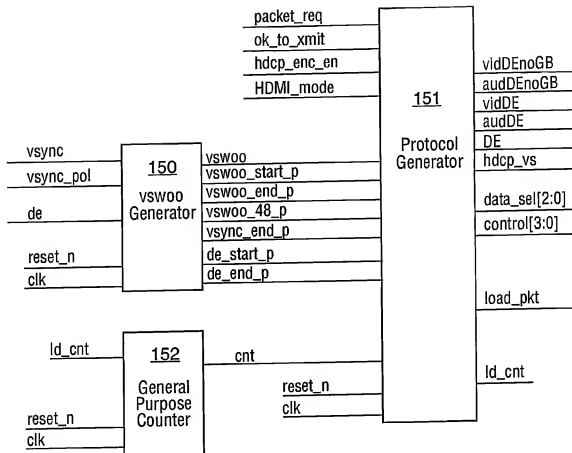 packet_req
ok_to_xmit
hdcp_enc_en
HDMI_mode
151
Protocol
Generator
vidDEnoGB
audDEnoGB
vidDE
audDE
DE
hdcp_vs
data_sel[2:0]
control[3:0]
load_pkt
ld_cnt
vsync
vsync_pol
de
reset_n
clk
150
vswoo
Generator
vswoo
vswoo_start_p
vswoo_end_p
vswoo_48_p
vsync_end_p
de_start_p
de_end_p
ld_cnt
reset_n
clk
152
General
Purpose
Counter
cnt
reset_n
clk